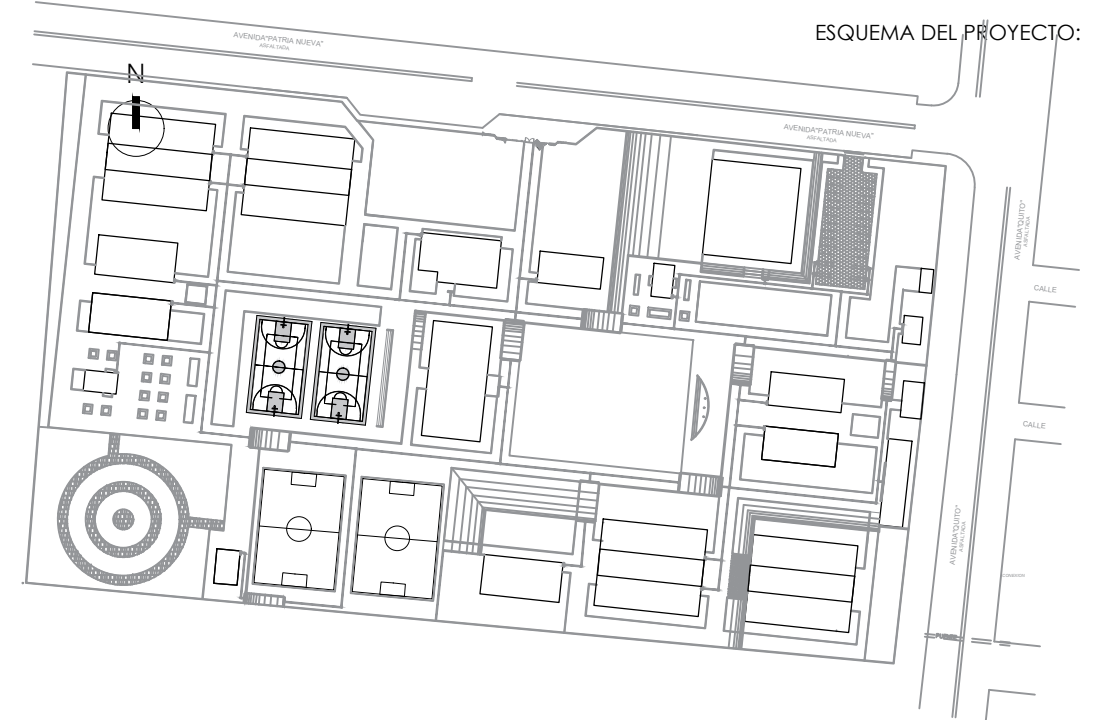 ESQUEMA DEL PROYECTO:
AVENIDA"PATRIA NUEVA"
ASFALTADA
N
AVENIDA"PATRIA NUEVA"
ASFALTADA
AVENIDA"QUITO"
ASFALTADA
CALLE
CALLE
AVENIDA"QUITO"
ASFALTADA